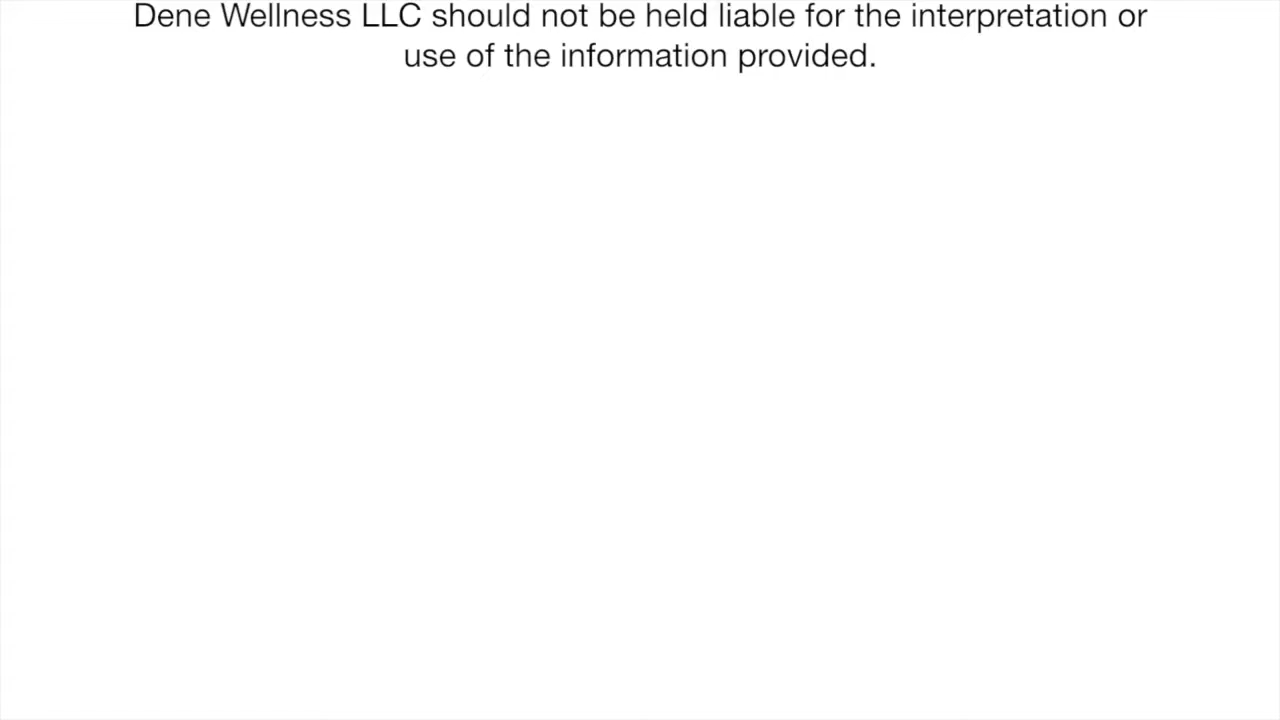 Dene Wellness LLC should not be held liable for the interpretation or
use of the information provided.